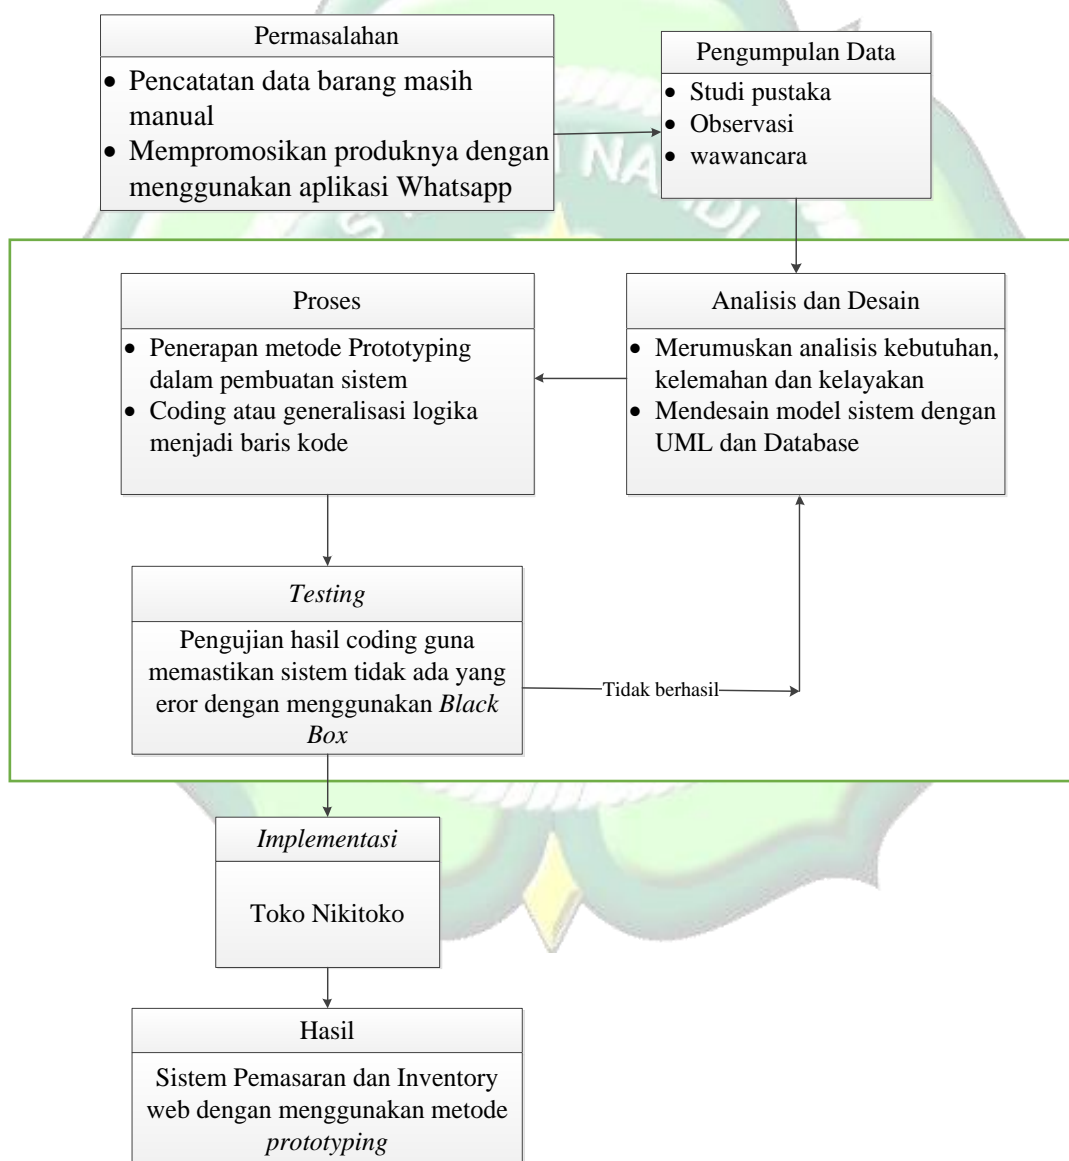 Permasalahan
• Pencatatan data barang masih
manual
• Mempromosikan produknya dengan
menggunakan aplikasi Whatsapp
Pengumpulan Data
• Studi pustaka
• Observasi
• wawancara
Proses
• Penerapan metode Prototyping
dalam pembuatan sistem
• Coding atau generalisasi logika
menjadi baris kode
Analisis dan Desain
• Merumuskan analisis kebutuhan,
kelemahan dan kelayakan
• Mendesain model sistem dengan
UML dan Database
Testing
Pengujian hasil coding guna
memastikan sistem tidak ada yang
eror dengan menggunakan Black
Box
Tidak berhasil
Implementasi
Toko Nikitoko
Hasil
Sistem Pemasaran dan Inventory
web dengan menggunakan metode
prototyping